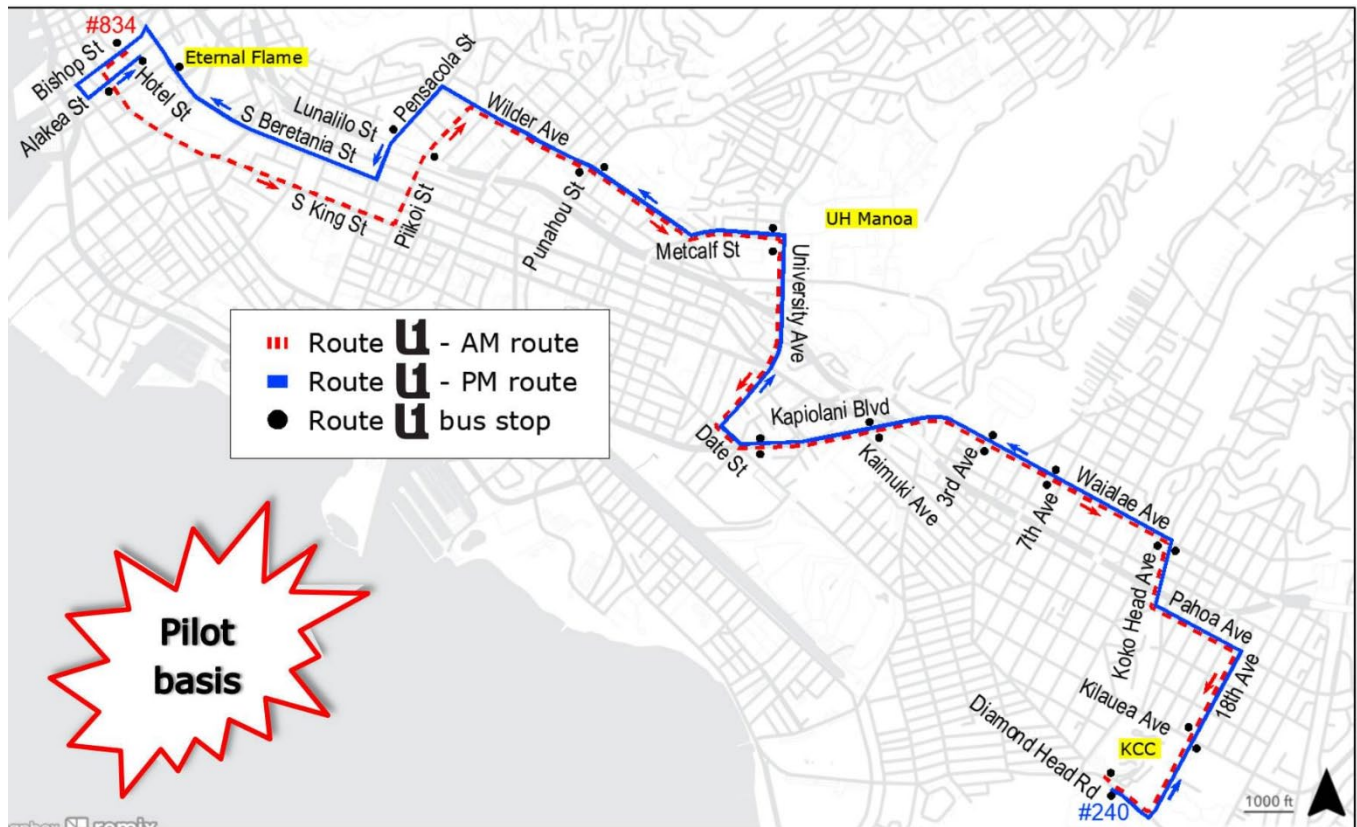 #834
Bishop St
Eternal Flame
Hotel St
Alakea St
Pensacola St
Lunalilo St
S Beretania St
Wilder Ave
S King St
Piikoi St
Punahou St
UH Manoa
Metcalf St
University Ave
Route U1 - AM route
Route U1 - PM route
Route U1 bus stop
Kapiolani Blvd
Date St
Kaimuki Ave
3rd Ave
7th Ave
Waialae Ave
Koko Head Ave
Pahoa Ave
Pilot
basis
18th Ave
Kilauea Ave
KCC
Diamond Head Rd
#240
1000 ft
remix